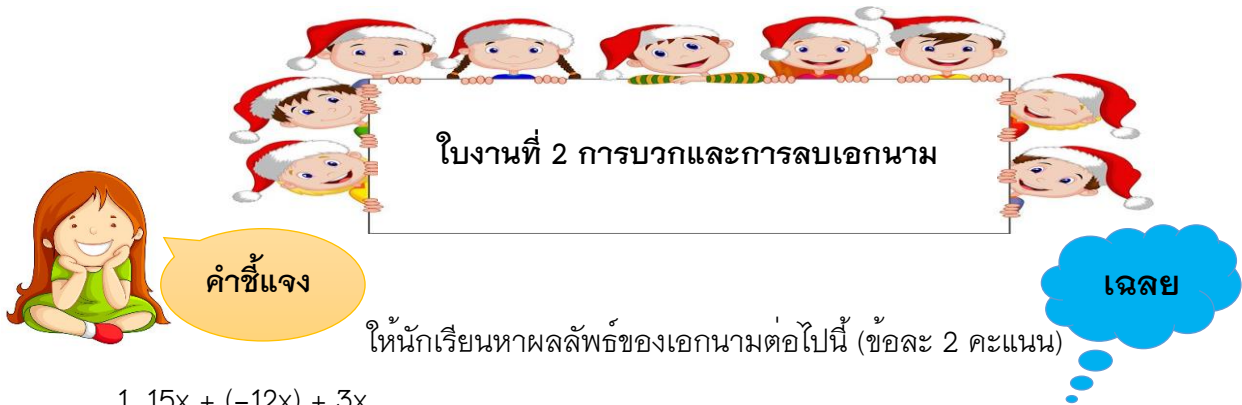 ใบงานที่ 2 การบวกและการลบเอกนาม
คำชี้แจง
เฉลย
ให้นักเรียนหาผลลัพธ์ของเอกนามต่อไปนี้ (ข้อละ 2 คะแนน)
1. 15x + (–12x) + 3x